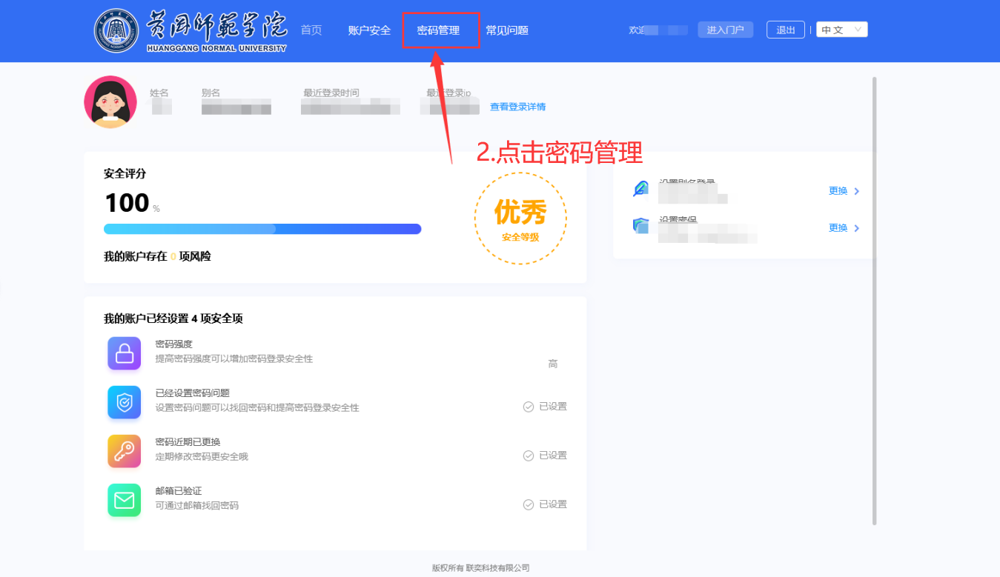 黄冈师范学院
HUANGGANG NORMAL UNIVERSITY
首页 账户安全 密码管理 常见问题
欢迎 进入门户 退出 | 中文
姓名 别名 最近登录时间 最近登录ip
查看登录详情
2.点击密码管理
安全评分
100 %
我的账户存在 0 项风险
优秀
安全等级
设置别名登录
更换
设置密保
更换
我的账户已经设置 4 项安全项
密码强度
提高密码强度可以增加密码登录安全性
高
已经设置密码问题
设置密码问题可以找回密码和提高密码登录安全性
已设置
密码近期已更换
定期修改密码更安全哦
已设置
邮箱已验证
可通过邮箱找回密码
已设置
版权所有 联奕科技有限公司